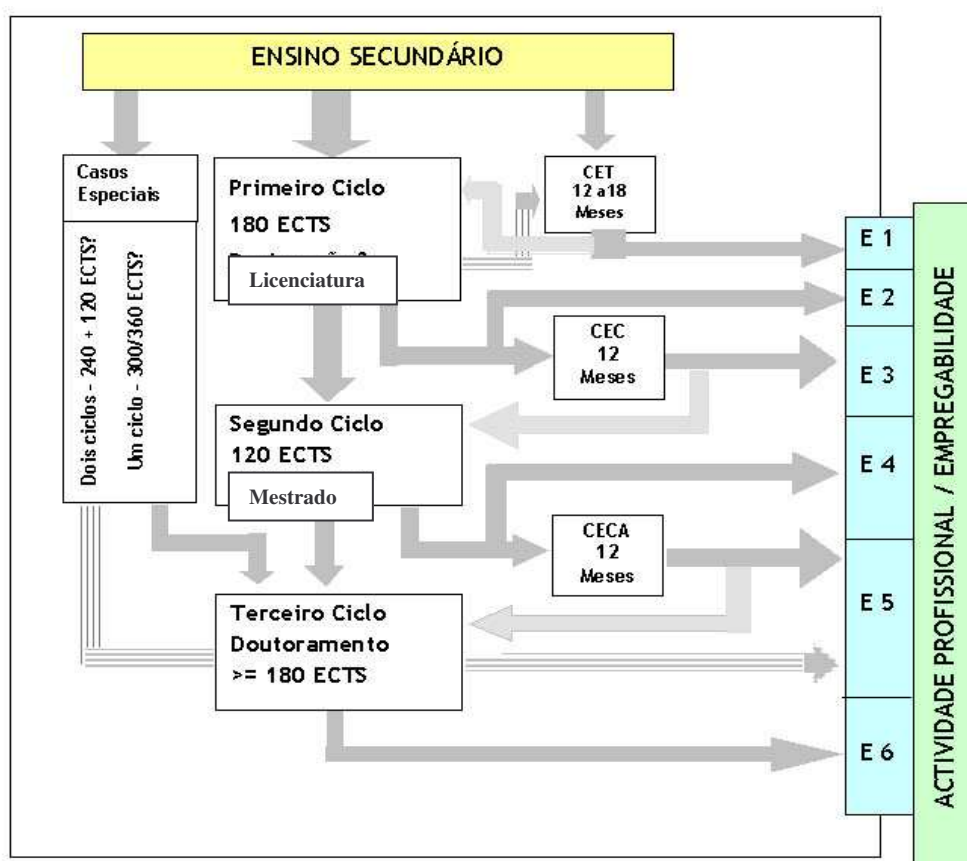 ENSINO SECUNDÁRIO
Casos
Especiais
Dois ciclos - 240 + 120 ECTS?
Um ciclo - 300/360 ECTS?
Primeiro Ciclo
180 ECTS
Licenciatura
CET
12 a18
Meses
CEC
12
Meses
Segundo Ciclo
120 ECTS
Mestrado
CECA
12
Meses
Terceiro Ciclo
Doutoramento
>= 180 ECTS
E 1
E 2
E 3
E 4
E 5
E 6
ACTIVIDADE PROFISSIONAL / EMPREGABILIDADE